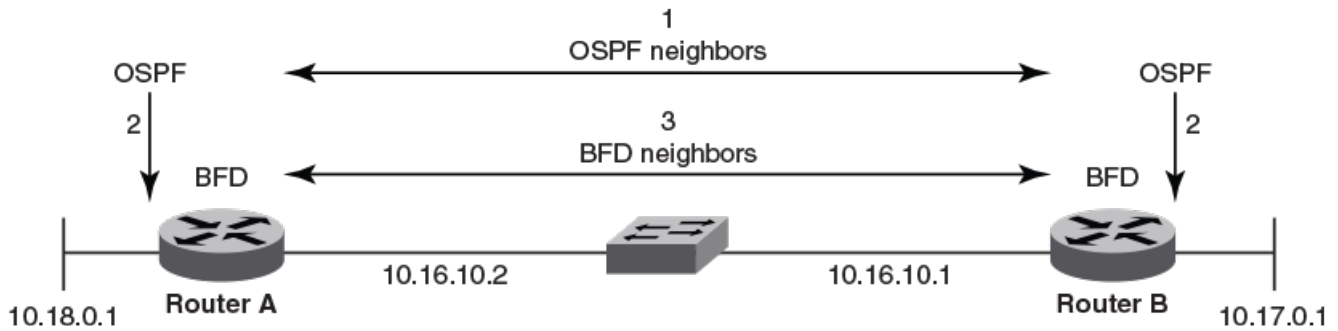 1
OSPF neighbors
OSPF
OSPF
2
2
3
BFD neighbors
BFD
BFD
10.16.10.2
10.16.10.1
Router A
Router B
10.18.0.1
10.17.0.1